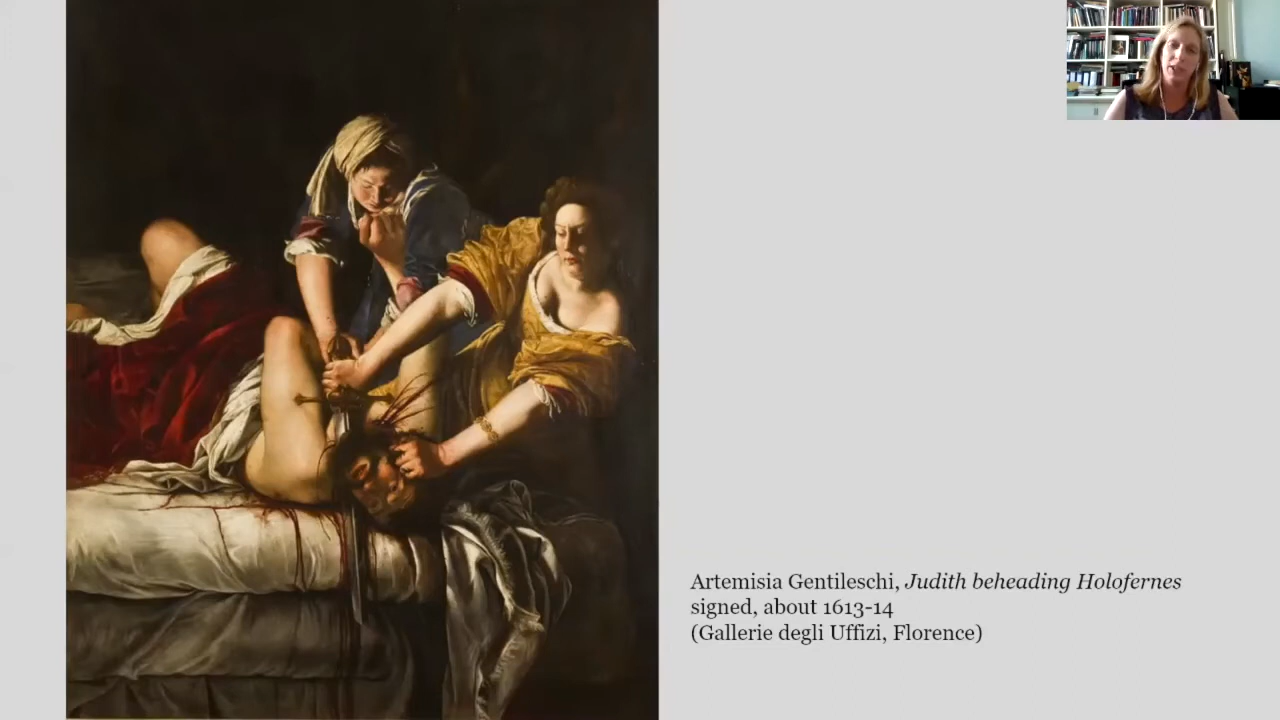 Artemisia Gentileschi, Judith beheading Holofernes
signed, about 1613-14
(Gallerie degli Uffizi, Florence)